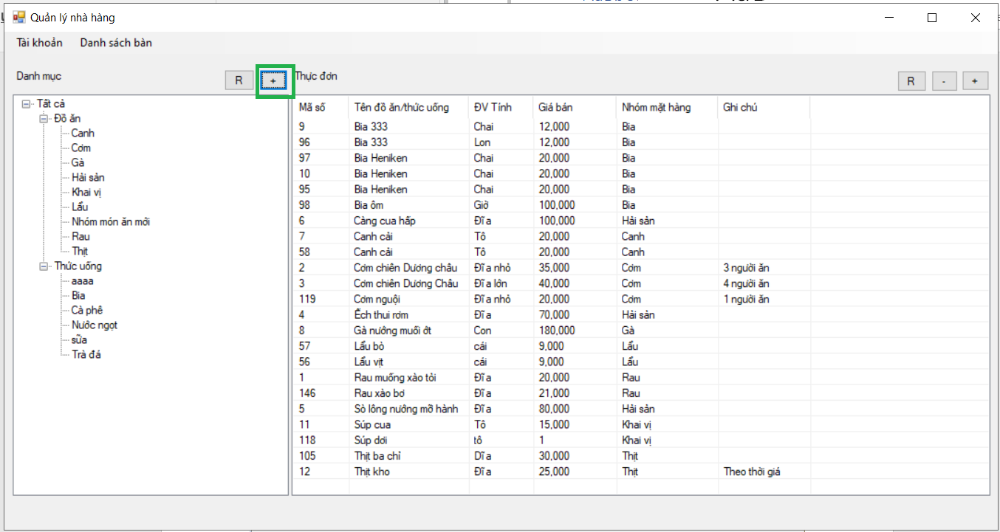 Quản lý nhà hàng
Tài khoản Danh sách bàn
Danh mục R + Thực đơn R - +
Tất cả
Đồ ăn
Canh
Cơm
Gà
Hải sản
Khai vị
Lẩu
Nhóm món ăn mới
Rau
Thịt
Thức uống
aaaa
Bia
Cà phê
Nước ngọt
sữa
Trà đá
Mã số Tên đồ ăn/thức uống ĐV Tính Giá bán Nhóm mặt hàng Ghi chú
9 Bia 333 Chai 12,000 Bia
96 Bia 333 Lon 12,000 Bia
97 Bia Heniken Chai 20,000 Bia
10 Bia Heniken Chai 20,000 Bia
95 Bia Heniken Chai 20,000 Bia
98 Bia ôm Giờ 100,000 Bia
6 Càng cua hấp Đĩa 100,000 Hải sản
7 Canh cải Tô 20,000 Canh
58 Canh cải Tô 20,000 Canh
2 Cơm chiên Dương châu Đĩa nhỏ 35,000 Cơm 3 người ăn
3 Cơm chiên Dương Châu Đĩa lớn 40,000 Cơm 4 người ăn
119 Cơm nguội Đĩa nhỏ 20,000 Cơm 1 người ăn
4 Ếch thui rơm Đĩa 70,000 Hải sản
8 Gà nướng muối ớt Con 180,000 Gà
57 Lẩu bò cái 9,000 Lẩu
56 Lẩu vịt cái 9,000 Lẩu
1 Rau muống xào tỏi Đĩa 20,000 Rau
146 Rau xào bơ Đĩa 21,000 Rau
5 Sò lông nướng mỡ hành Đĩa 80,000 Hải sản
11 Súp cua Tô 15,000 Khai vị
118 Súp dơi tô 1 Khai vị
105 Thịt ba chỉ Dĩa 30,000 Thịt
12 Thịt kho Đĩa 25,000 Thịt Theo thời giá